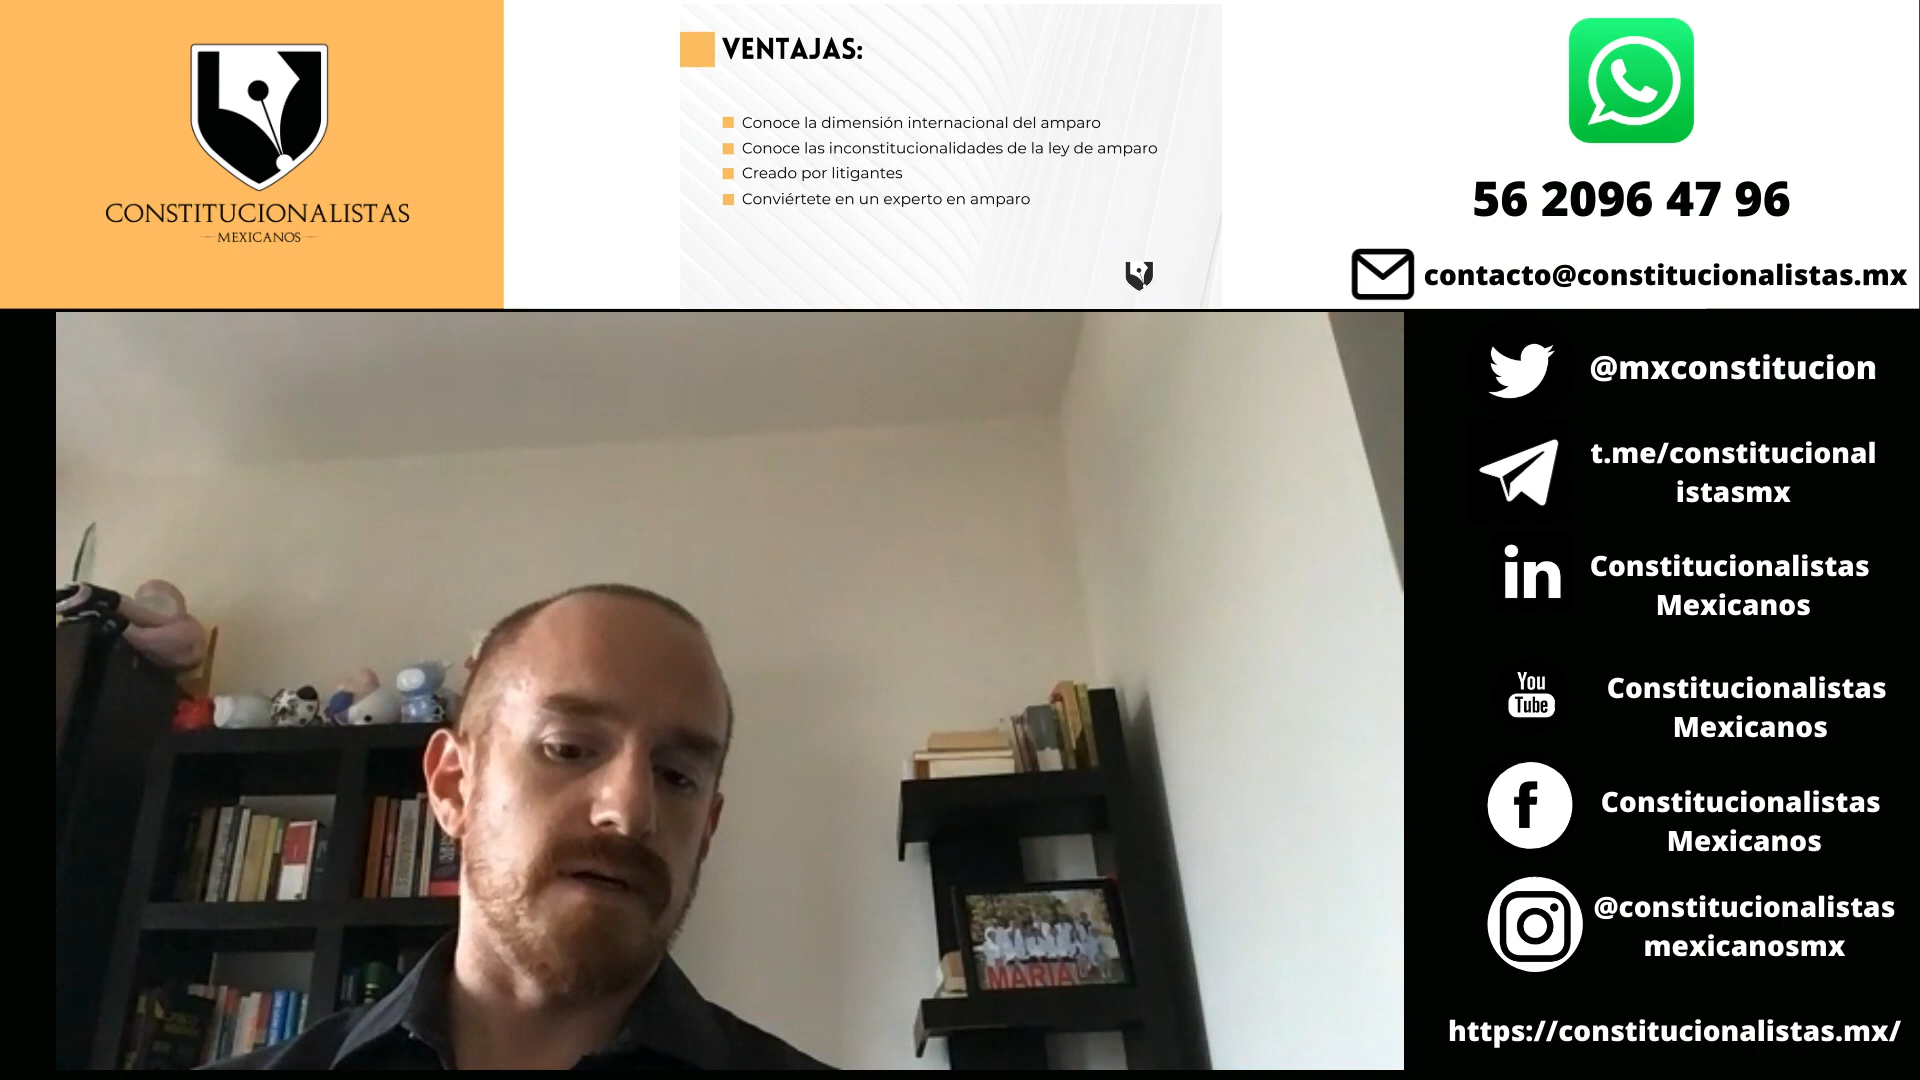 CONSTITUCIONALISTAS
MEXICANOS
VENTAJAS:
Conoce la dimensión internacional del amparo
Conoce las inconstitucionalidades de la ley de amparo
Creado por litigantes
Conviértete en un experto en amparo
56 2096 47 96
contacto@constitucionalistas.mx
@mxconstitucion
t.me/constitucional
istasmx
in
Constitucionalistas
Mexicanos
You
Tube
Constitucionalistas
Mexicanos
f
Constitucionalistas
Mexicanos
@constitucionalistas
mexicanosmx
https://constitucionalistas.mx/
MARIA